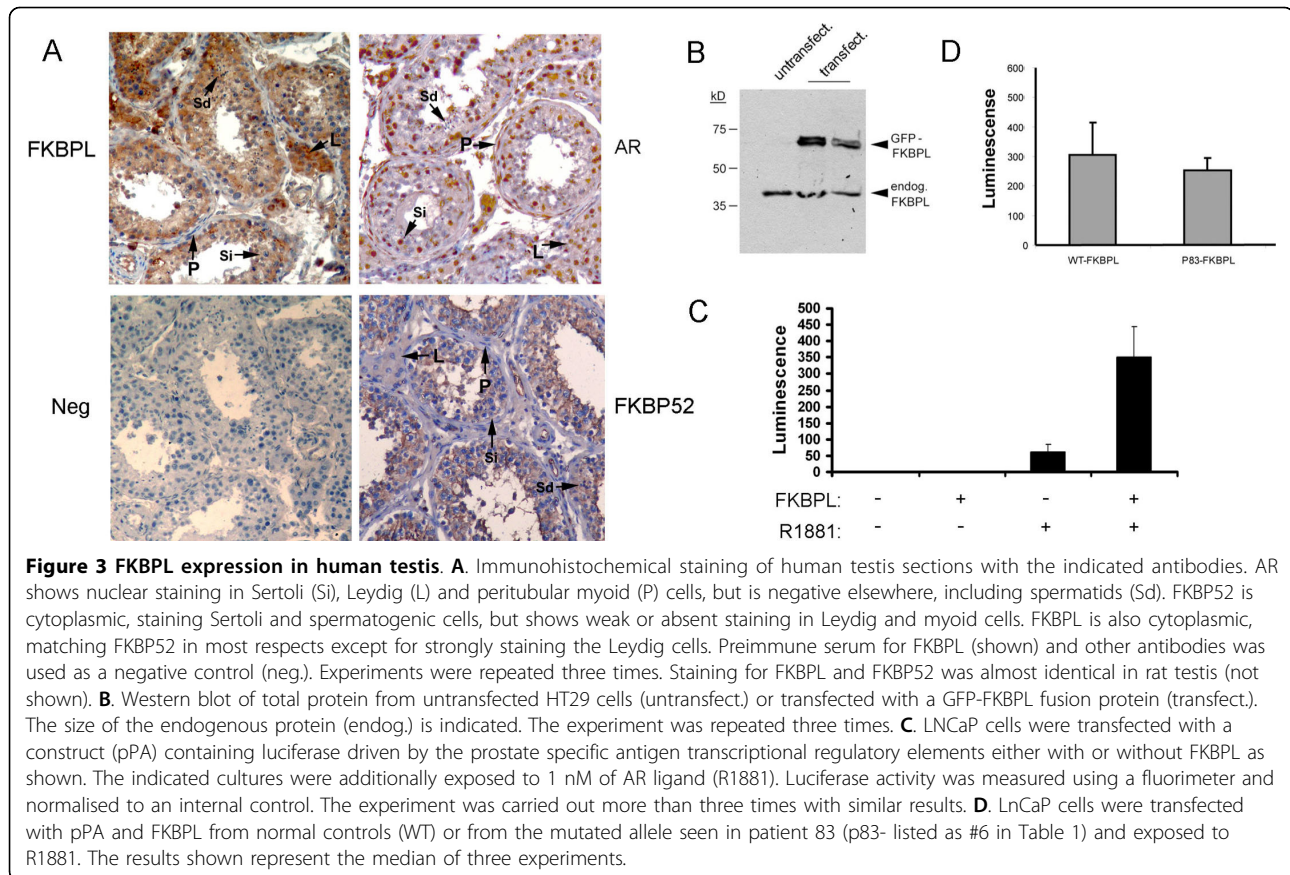 A
FKBPL
Sd
L
P
Si
AR
Sd
P
Si
L
Neg
FKBP52
L
P
Si
Sd
B
untransfect.
transfect.
kD
75
50
35
GFP -
FKBPL
endog.
FKBPL
D
Luminescense
600
500
400
300
200
100
0
WT-FKBPL
P83-FKBPL
C
Luminescence
500
450
400
350
300
250
200
150
100
50
0
FKBPL: - + - +
R1881: - - + +
Figure 3 FKBPL expression in human testis. A. Immunohistochemical staining of human testis sections with the indicated antibodies. AR
shows nuclear staining in Sertoli (Si), Leydig (L) and peritubular myoid (P) cells, but is negative elsewhere, including spermatids (Sd). FKBP52 is
cytoplasmic, staining Sertoli and spermatogenic cells, but shows weak or absent staining in Leydig and myoid cells. FKBPL is also cytoplasmic,
matching FKBP52 in most respects except for strongly staining the Leydig cells. Preimmune serum for FKBPL (shown) and other antibodies was
used as a negative control (neg.). Experiments were repeated three times. Staining for FKBPL and FKBP52 was almost identical in rat testis (not
shown). B. Western blot of total protein from untransfected HT29 cells (untransfect.) or transfected with a GFP-FKBPL fusion protein (transfect.).
The size of the endogenous protein (endog.) is indicated. The experiment was repeated three times. C. LNCaP cells were transfected with a
construct (pPA) containing luciferase driven by the prostate specific antigen transcriptional regulatory elements either with or without FKBPL as
shown. The indicated cultures were additionally exposed to 1 nM of AR ligand (R1881). Luciferase activity was measured using a fluorimeter and
normalised to an internal control. The experiment was carried out more than three times with similar results. D. LnCaP cells were transfected
with pPA and FKBPL from normal controls (WT) or from the mutated allele seen in patient 83 (p83- listed as #6 in Table 1) and exposed to
R1881. The results shown represent the median of three experiments.